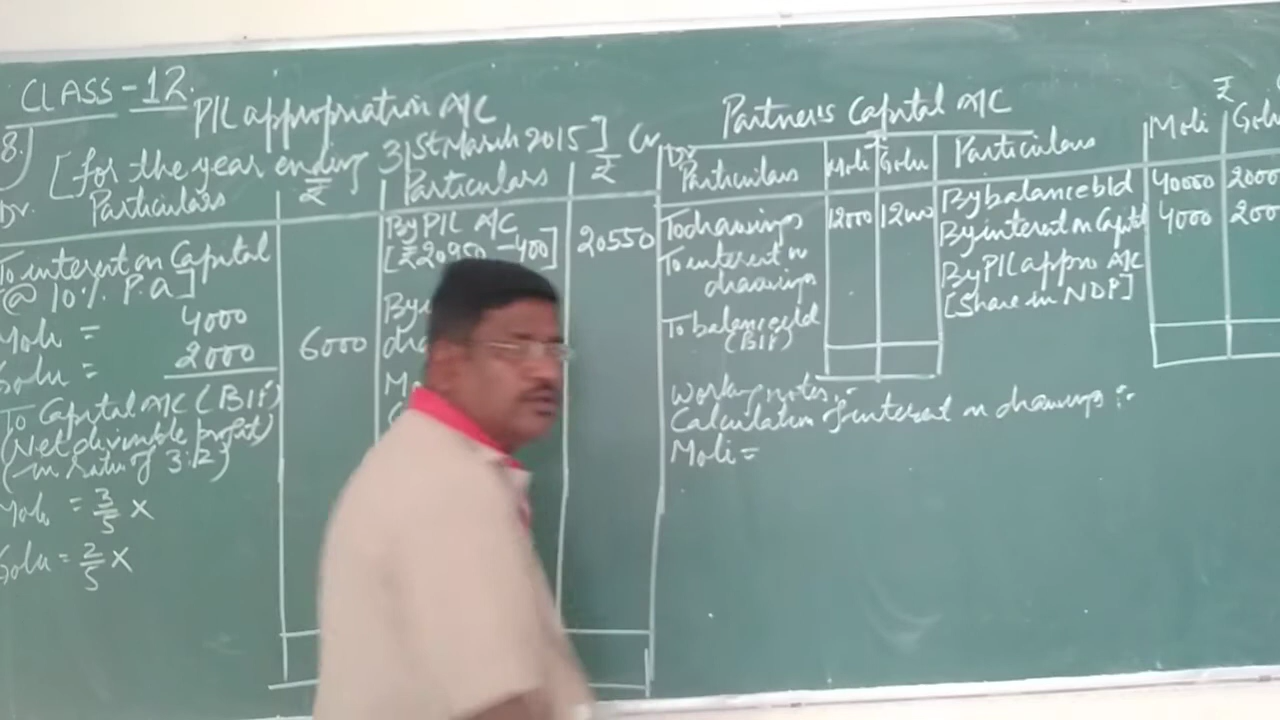 CLASS-12.
8.
P/L appropriation A/C
[for the year ending 31st March 2015]
Dr. Cr
Particulars ₹ Particulars ₹
To interest on Capital
@ 10% P.a]
Moli = 4000
Golu = 2000 6000
To Capital A/C (B/F)
(Net divisible profit)
(in ratio of 3:2)
Moli = 3/5 X
Golu = 2/5 X
By P/L A/C
[₹20950 - 400] 20550
By
Partner's Capital A/C
₹
Dr
Particulars Moli Golu Particulars Moli Golu
To drawings 12000 12000 By balance b/d 40000 2000
To interest on By interest on Capital 4000 200
drawings By P/L appro A/C
[Share in NDP]
To balance c/d
(B/F)
Working notes :-
Calculation of interest on drawings :-
Moli =